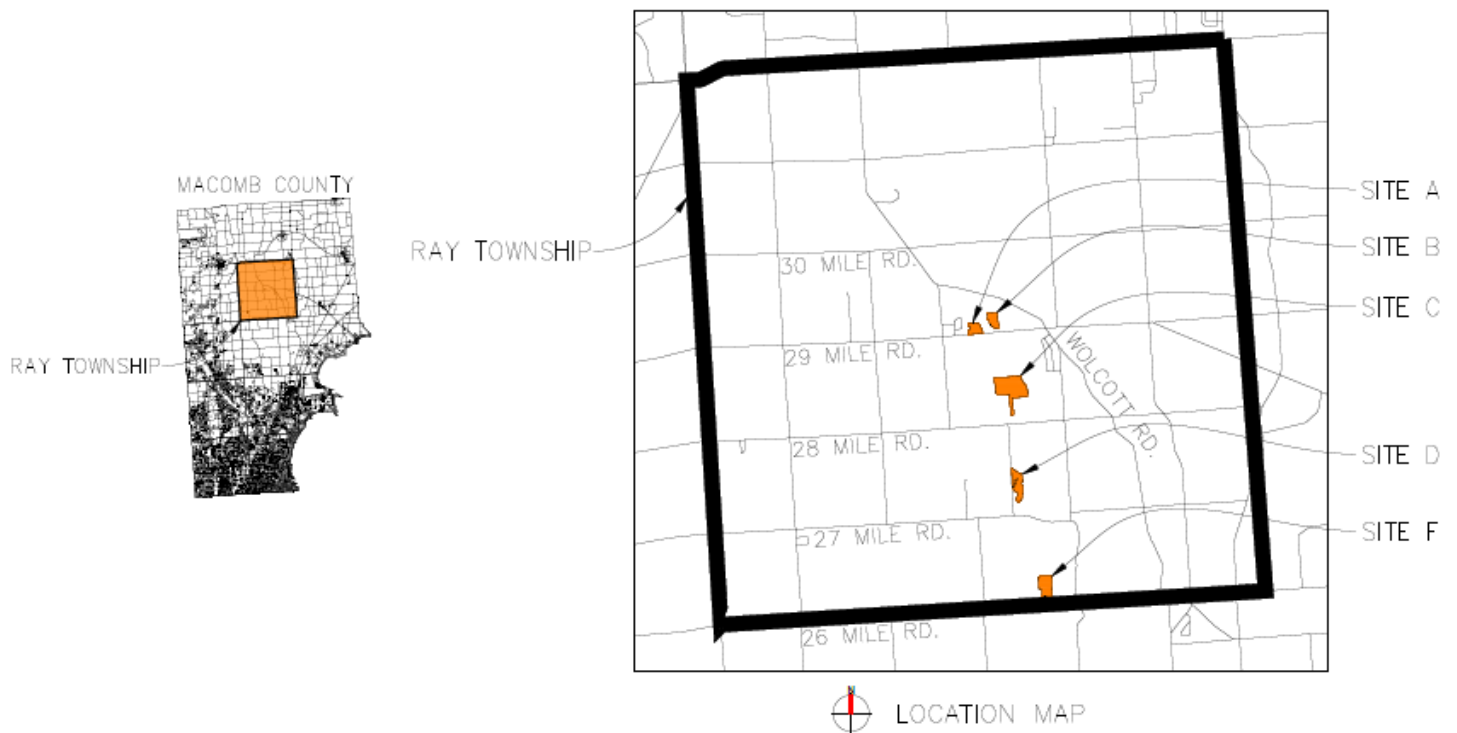 MACOMB COUNTY
RAY TOWNSHIP
RAY TOWNSHIP
SITE A
SITE B
30 MILE RD.
SITE C
29 MILE RD.
WOLCOTT RD.
28 MILE RD.
SITE D
27 MILE RD.
SITE F
26 MILE RD.
N
LOCATION MAP